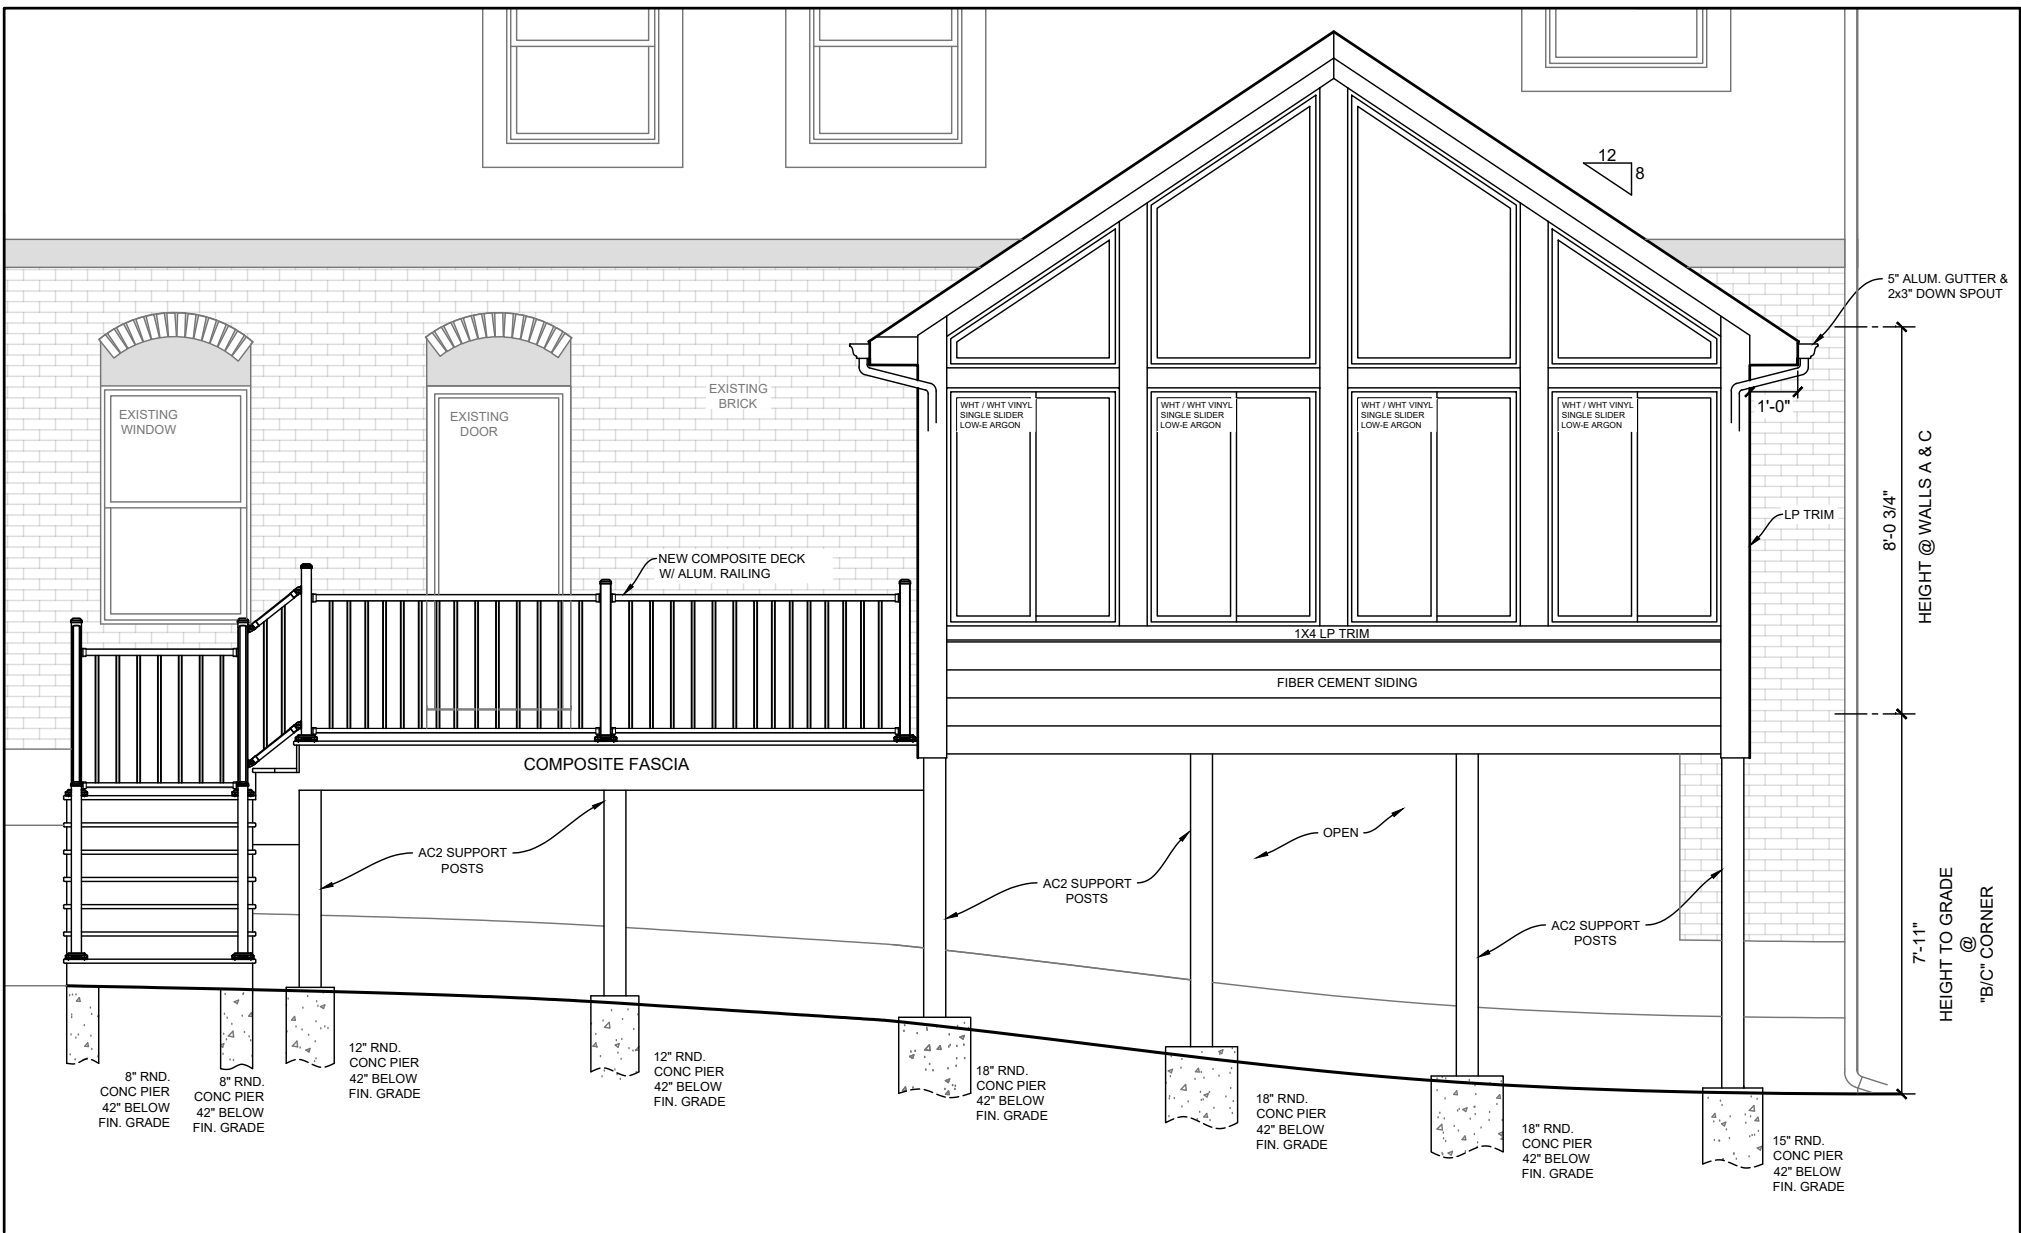 12
8
5" ALUM. GUTTER &
2x3" DOWN SPOUT
EXISTING
WINDOW
EXISTING
DOOR
EXISTING
BRICK
WHT / WHT VINYL
SINGLE SLIDER
LOW-E ARGON
WHT / WHT VINYL
SINGLE SLIDER
LOW-E ARGON
WHT / WHT VINYL
SINGLE SLIDER
LOW-E ARGON
WHT / WHT VINYL
SINGLE SLIDER
LOW-E ARGON
1'-0"
8'-0 3/4"
HEIGHT @ WALLS A & C
LP TRIM
NEW COMPOSITE DECK
W/ ALUM. RAILING
1X4 LP TRIM
FIBER CEMENT SIDING
COMPOSITE FASCIA
OPEN
AC2 SUPPORT
POSTS
AC2 SUPPORT
POSTS
AC2 SUPPORT
POSTS
7'-11"
HEIGHT TO GRADE
@
"B/C" CORNER
8" RND.
CONC PIER
42" BELOW
FIN. GRADE
8" RND.
CONC PIER
42" BELOW
FIN. GRADE
12" RND.
CONC PIER
42" BELOW
FIN. GRADE
12" RND.
CONC PIER
42" BELOW
FIN. GRADE
18" RND.
CONC PIER
42" BELOW
FIN. GRADE
18" RND.
CONC PIER
42" BELOW
FIN. GRADE
18" RND.
CONC PIER
42" BELOW
FIN. GRADE
15" RND.
CONC PIER
42" BELOW
FIN. GRADE